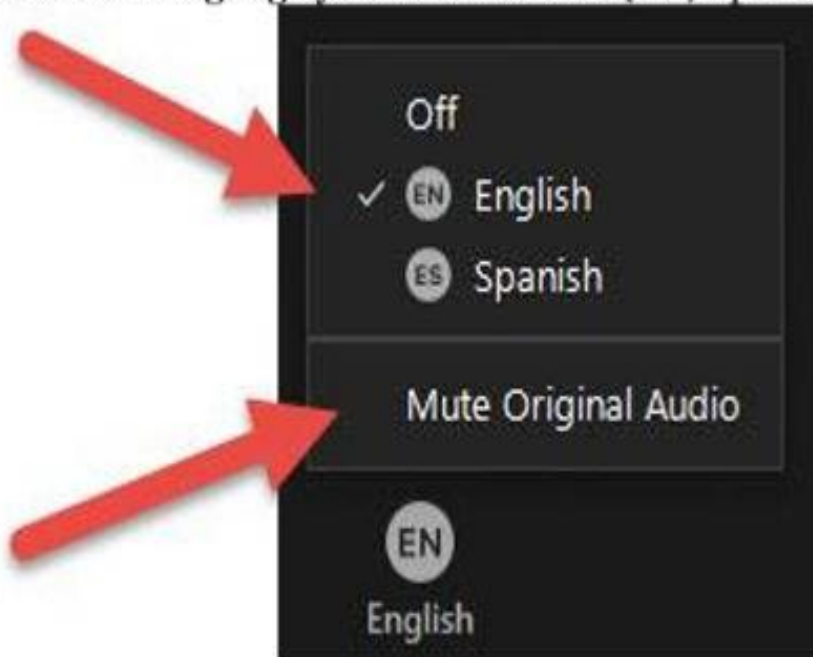 Off
EN English
ES Spanish
Mute Original Audio
EN
English